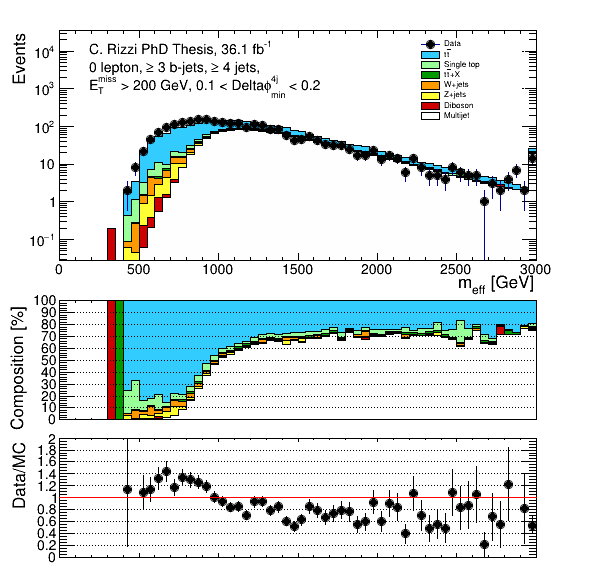 C. Rizzi PhD Thesis, 36.1 fb⁻¹
0 lepton, ≥ 3 b-jets, ≥ 4 jets,
E_T^miss > 200 GeV, 0.1 < Deltaϕ_min^4j < 0.2
Data
tt̄
Single top
tt̄+X
W+jets
Z+jets
Diboson
Multijet
Events
10⁴
10³
10²
10
1
10⁻¹
0 500 1000 1500 2000 2500 3000
m_eff [GeV]
Composition [%]
100
90
80
70
60
50
40
30
20
10
0
Data/MC
2
1.8
1.6
1.4
1.2
1
0.8
0.6
0.4
0.2
0